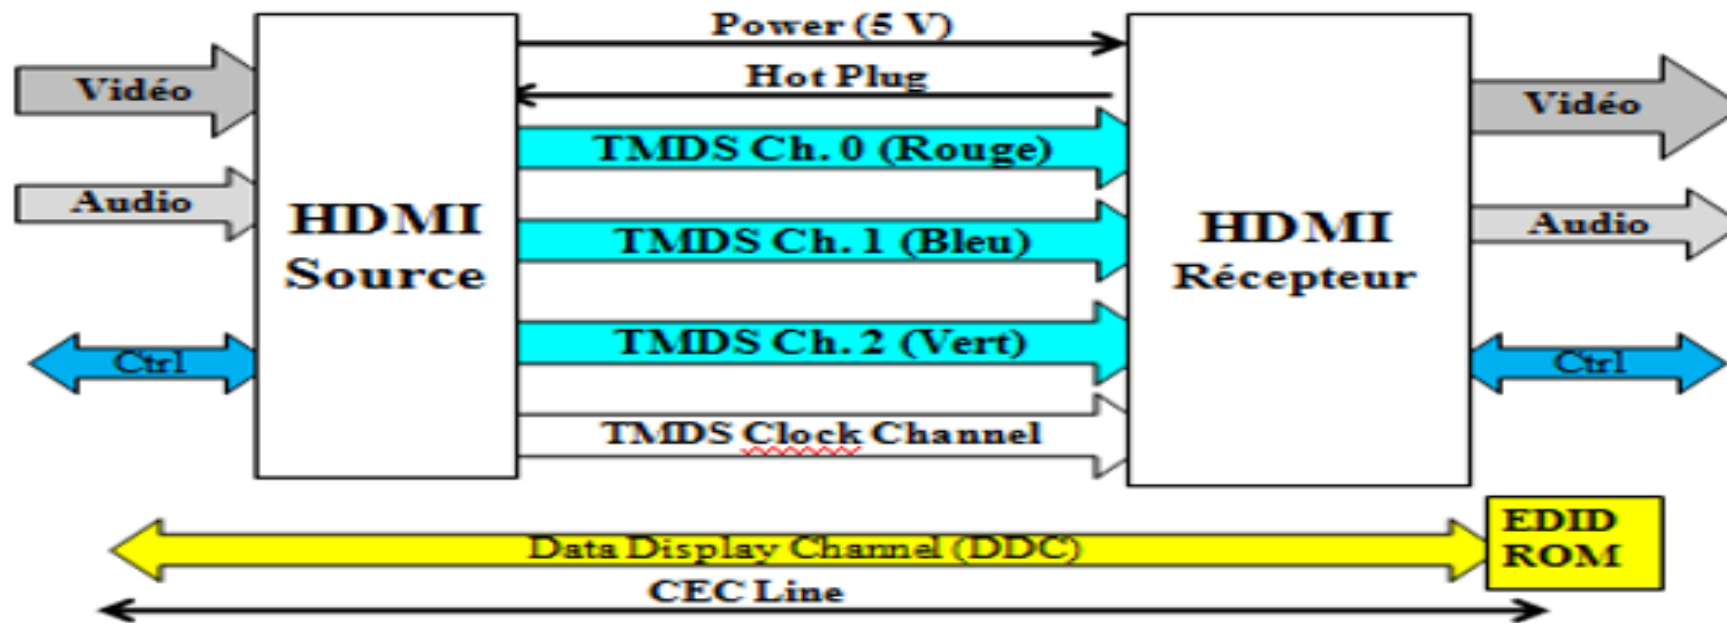 Power (5 V)
Hot Plug
Vidéo
Vidéo
TMDS Ch. 0 (Rouge)
Audio
Audio
HDMI
Source
HDMI
Récepteur
TMDS Ch. 1 (Bleu)
TMDS Ch. 2 (Vert)
Ctrl
Ctrl
TMDS Clock Channel
Data Display Channel (DDC)
EDID
ROM
CEC Line